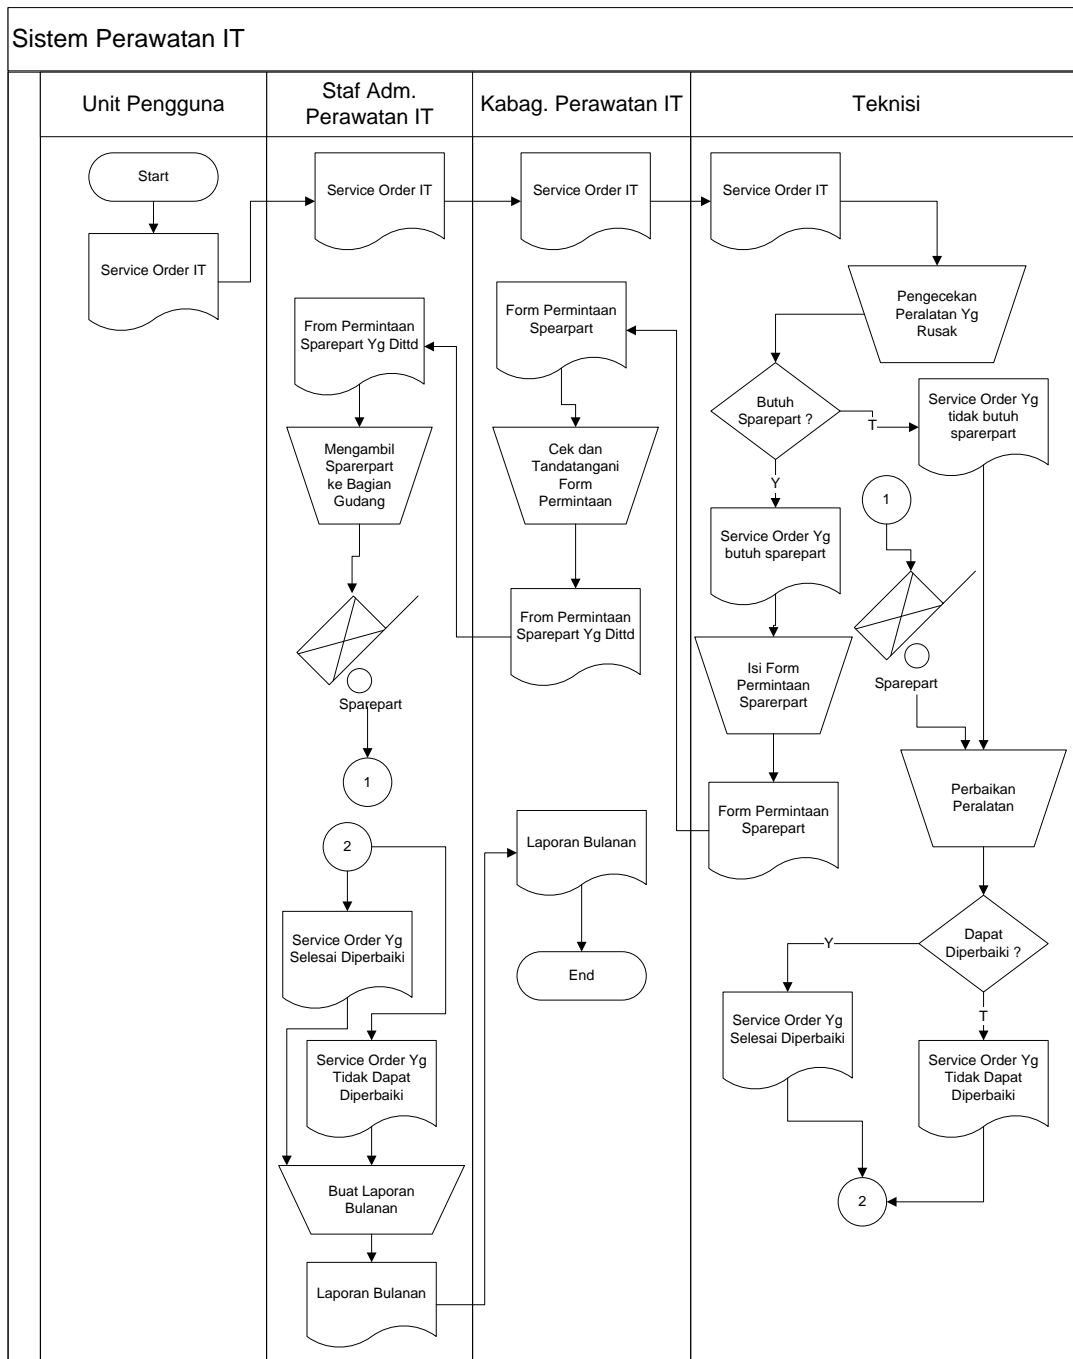 Sistem Perawatan IT
Unit Pengguna
Staf Adm.
Perawatan IT
Kabag. Perawatan IT
Teknisi
Start
Service Order IT
Service Order IT
Service Order IT
Service Order IT
Pengecekan
Peralatan Yg
Rusak
From Permintaan
Sparepart Yg Dittd
Form Permintaan
Spearpart
Butuh
Sparepart ?
T
Service Order Yg
tidak butuh
sparerpart
Mengambil
Sparerpart
ke Bagian
Gudang
Cek dan
Tandatangani
Form
Permintaan
Y
1
Service Order Yg
butuh sparepart
From Permintaan
Sparepart Yg Dittd
Isi Form
Permintaan
Sparerpart
Sparepart
Sparepart
1
Perbaikan
Peralatan
Form Permintaan
Sparepart
Laporan Bulanan
2
Service Order Yg
Selesai Diperbaiki
Dapat
Diperbaiki ?
Y
End
T
Service Order Yg
Selesai Diperbaiki
Service Order Yg
Tidak Dapat
Diperbaiki
Service Order Yg
Tidak Dapat
Diperbaiki
Buat Laporan
Bulanan
2
Laporan Bulanan